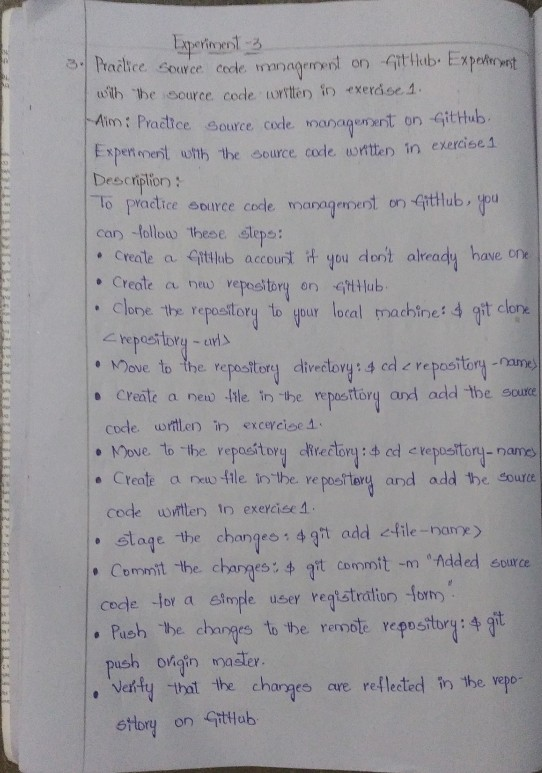 Experiment-3
3. Practice source code management on GitHub. Experiment
with the source code written in exercise 1.
Aim: Practice source code management on GitHub.
Experiment with the source code written in exercise 1
Description:
To practice source code management on GitHub, you
can follow these steps:
• Create a GitHub account if you don't already have one
• Create a new repository on GitHub.
• Clone the repository to your local machine: $ git clone
<repository-url>
• Move to the repository directory: $ cd <repository-name>
• Create a new file in the repository and add the source
code written in excercise 1.
• Move to the repository directory: $ cd <repository-name>
• Create a new file in the repository and add the source
code written in exercise 1.
• Stage the changes: $ git add <file-name>
• Commit the changes: $ git commit -m "Added source
code for a simple user registration form".
• Push the changes to the remote repository: $ git
push origin master.
• Verify that the changes are reflected in the repo-
sitory on GitHub